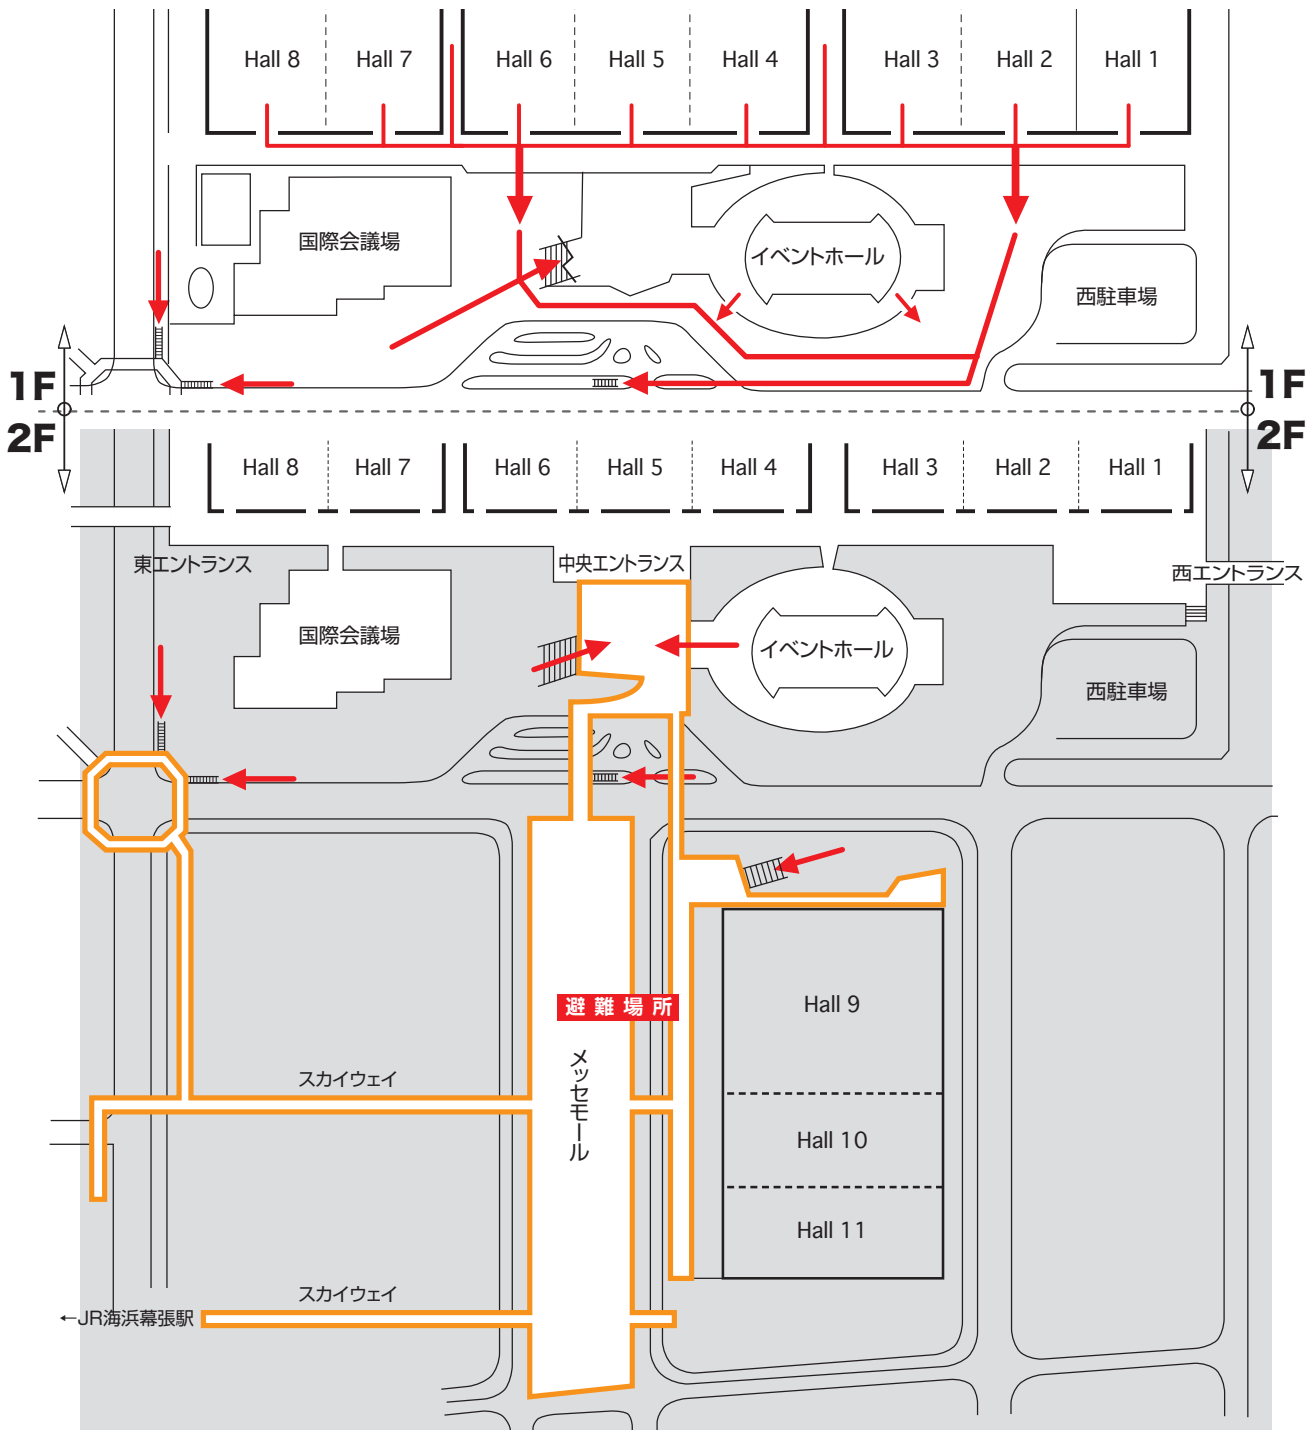 Hall 8
Hall 7
Hall 6
Hall 5
Hall 4
Hall 3
Hall 2
Hall 1
国際会議場
イベントホール
西駐車場
1F
1F
2F
2F
Hall 8
Hall 7
Hall 6
Hall 5
Hall 4
Hall 3
Hall 2
Hall 1
東エントランス
中央エントランス
西エントランス
国際会議場
イベントホール
西駐車場
Hall 9
避難場所
メッセモール
スカイウェイ
Hall 10
Hall 11
スカイウェイ
←JR海浜幕張駅